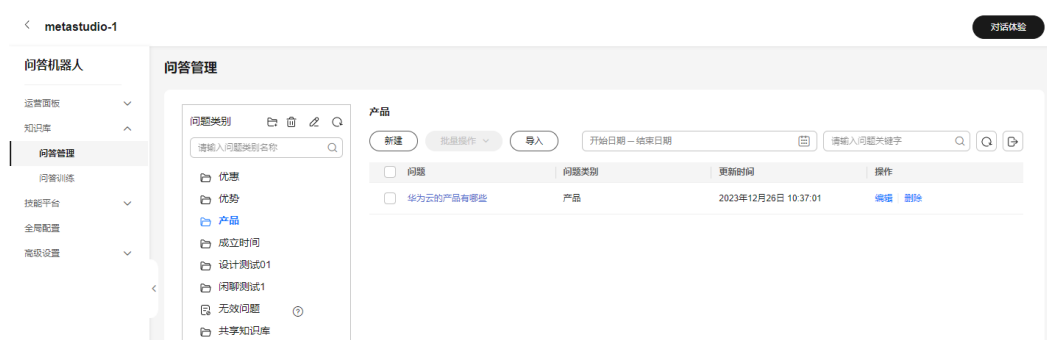 metastudio-1
对话体验
问答机器人
运营面板
知识库
问答管理
问答训练
技能平台
全局配置
高级设置
问答管理
问题类别
请输入问题类别名称
优惠
优势
产品
成立时间
设计测试01
闲聊测试1
无效问题
共享知识库
产品
新建 批量操作 导入 开始日期 – 结束日期 请输入问题关键字
问题 问题类别 更新时间 操作
华为云的产品有哪些 产品 2023年12月26日 10:37:01 编辑 删除